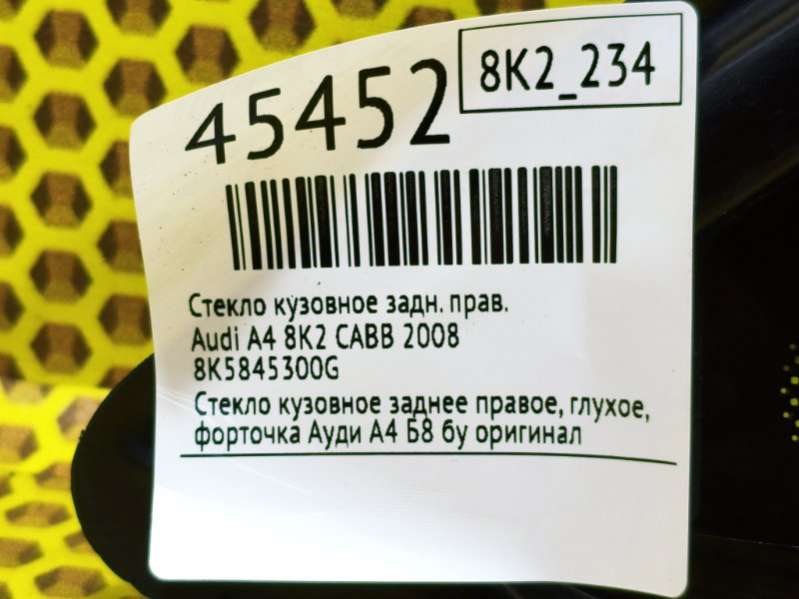 45452
8K2_234
Стекло кузовное задн. прав.
Audi A4 8K2 CABB 2008
8K5845300G
Стекло кузовное заднее правое, глухое,
форточка Ауди А4 Б8 бу оригинал